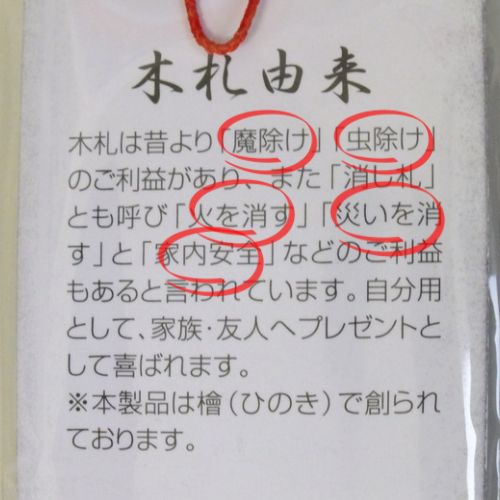 木札由来
木札は昔より「魔除け」「虫除け」
のご利益があり、また「消し札」
とも呼び「火を消す」「災いを消
す」と「家内安全」などのご利益
もあると言われています。自分用
として、家族・友人へプレゼントと
して喜ばれます。
※本製品は檜（ひのき）で創られ
ております。